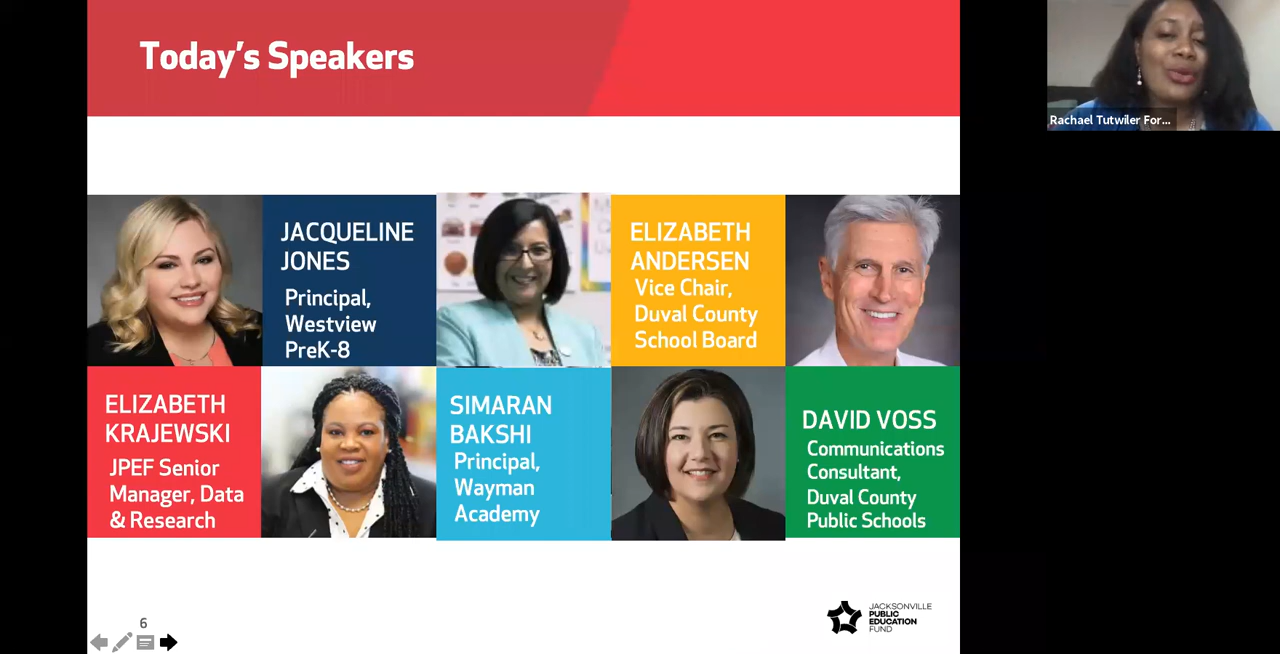 Today's Speakers
Rachael Tutwiler For...
JACQUELINE
JONES
Principal,
Westview
PreK-8
ELIZABETH
ANDERSEN
Vice Chair,
Duval County
School Board
ELIZABETH
KRAJEWSKI
JPEF Senior
Manager, Data
& Research
SIMARAN
BAKSHI
Principal,
Wayman
Academy
DAVID VOSS
Communications
Consultant,
Duval County
Public Schools
6
JACKSONVILLE
PUBLIC
EDUCATION
FUND